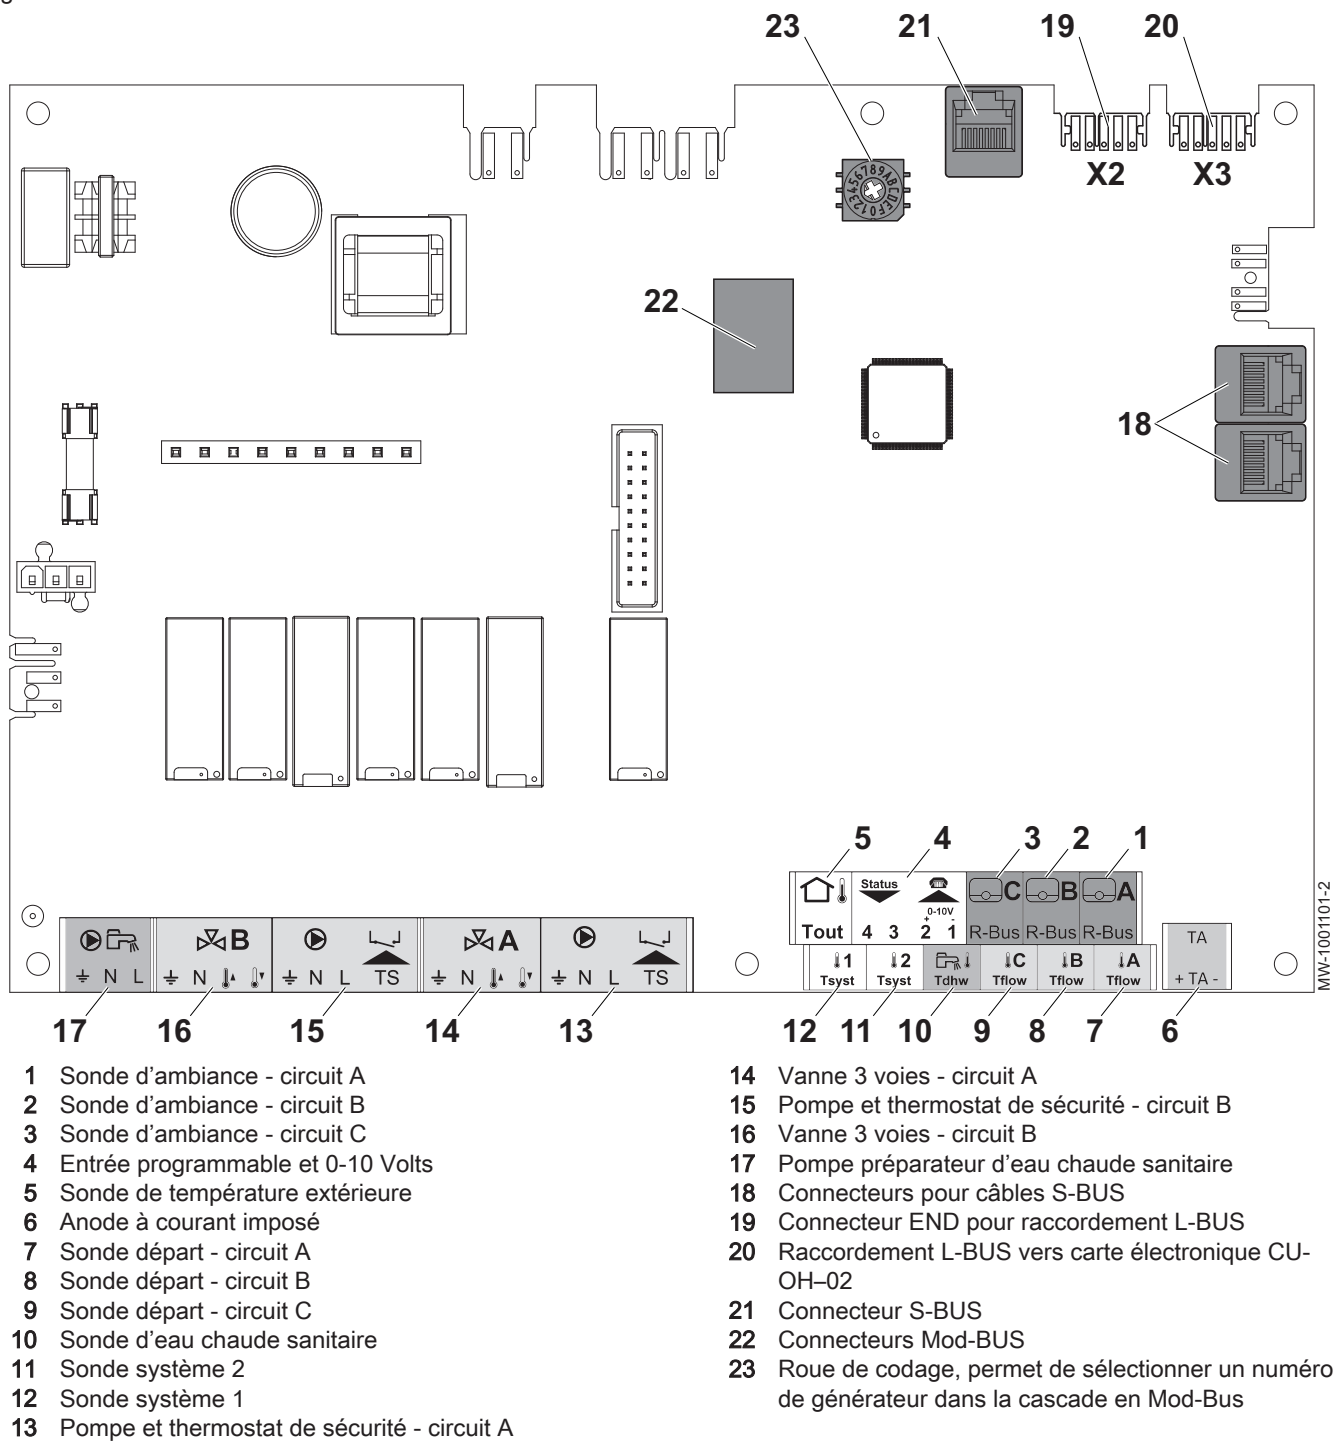 23 21 19 20
X2 X3
3456789ABCDEF012
22
18
5 4 3 2 1
Status
0-10V
+ -
C B A
Tout 4 3 2 1 R-Bus R-Bus R-Bus
1 2 C B A
Tsyst Tsyst Tdhw Tflow Tflow Tflow
TA
+ TA -
B A
N L N N L TS N N L TS
17 16 15 14 13 12 11 10 9 8 7 6
MW-1001101-2
1 Sonde d'ambiance - circuit A
2 Sonde d'ambiance - circuit B
3 Sonde d'ambiance - circuit C
4 Entrée programmable et 0-10 Volts
5 Sonde de température extérieure
6 Anode à courant imposé
7 Sonde départ - circuit A
8 Sonde départ - circuit B
9 Sonde départ - circuit C
10 Sonde d'eau chaude sanitaire
11 Sonde système 2
12 Sonde système 1
13 Pompe et thermostat de sécurité - circuit A
14 Vanne 3 voies - circuit A
15 Pompe et thermostat de sécurité - circuit B
16 Vanne 3 voies - circuit B
17 Pompe préparateur d'eau chaude sanitaire
18 Connecteurs pour câbles S-BUS
19 Connecteur END pour raccordement L-BUS
20 Raccordement L-BUS vers carte électronique CU-
OH–02
21 Connecteur S-BUS
22 Connecteurs Mod-BUS
23 Roue de codage, permet de sélectionner un numéro
de générateur dans la cascade en Mod-Bus